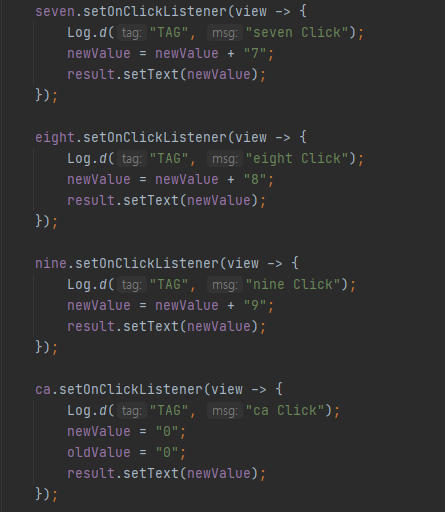 seven.setOnClickListener(view -> {
Log.d( tag: "TAG", msg: "seven Click");
newValue = newValue + "7";
result.setText(newValue);
});
eight.setOnClickListener(view -> {
Log.d( tag: "TAG", msg: "eight Click");
newValue = newValue + "8";
result.setText(newValue);
});
nine.setOnClickListener(view -> {
Log.d( tag: "TAG", msg: "nine Click");
newValue = newValue + "9";
result.setText(newValue);
});
ca.setOnClickListener(view -> {
Log.d( tag: "TAG", msg: "ca Click");
newValue = "0";
oldValue = "0";
result.setText(newValue);
});